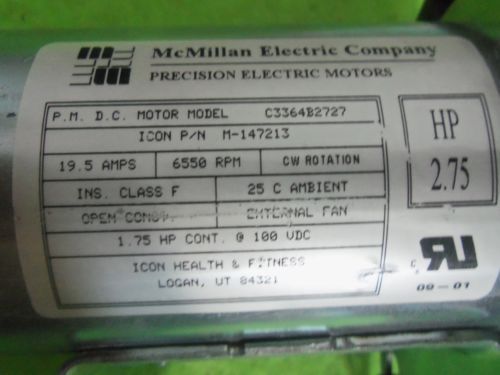 McMillan Electric Company
PRECISION ELECTRIC MOTORS
P.M. D.C. MOTOR MODEL C3364B2727
ICON P/N M-147213
HP
2.75
19.5 AMPS 6550 RPM CW ROTATION
INS. CLASS F 25 C AMBIENT
OPEN CONST. EXTERNAL FAN
1.75 HP CONT. @ 100 VDC
ICON HEALTH & FITNESS
LOGAN, UT 84321
c RU
09-01